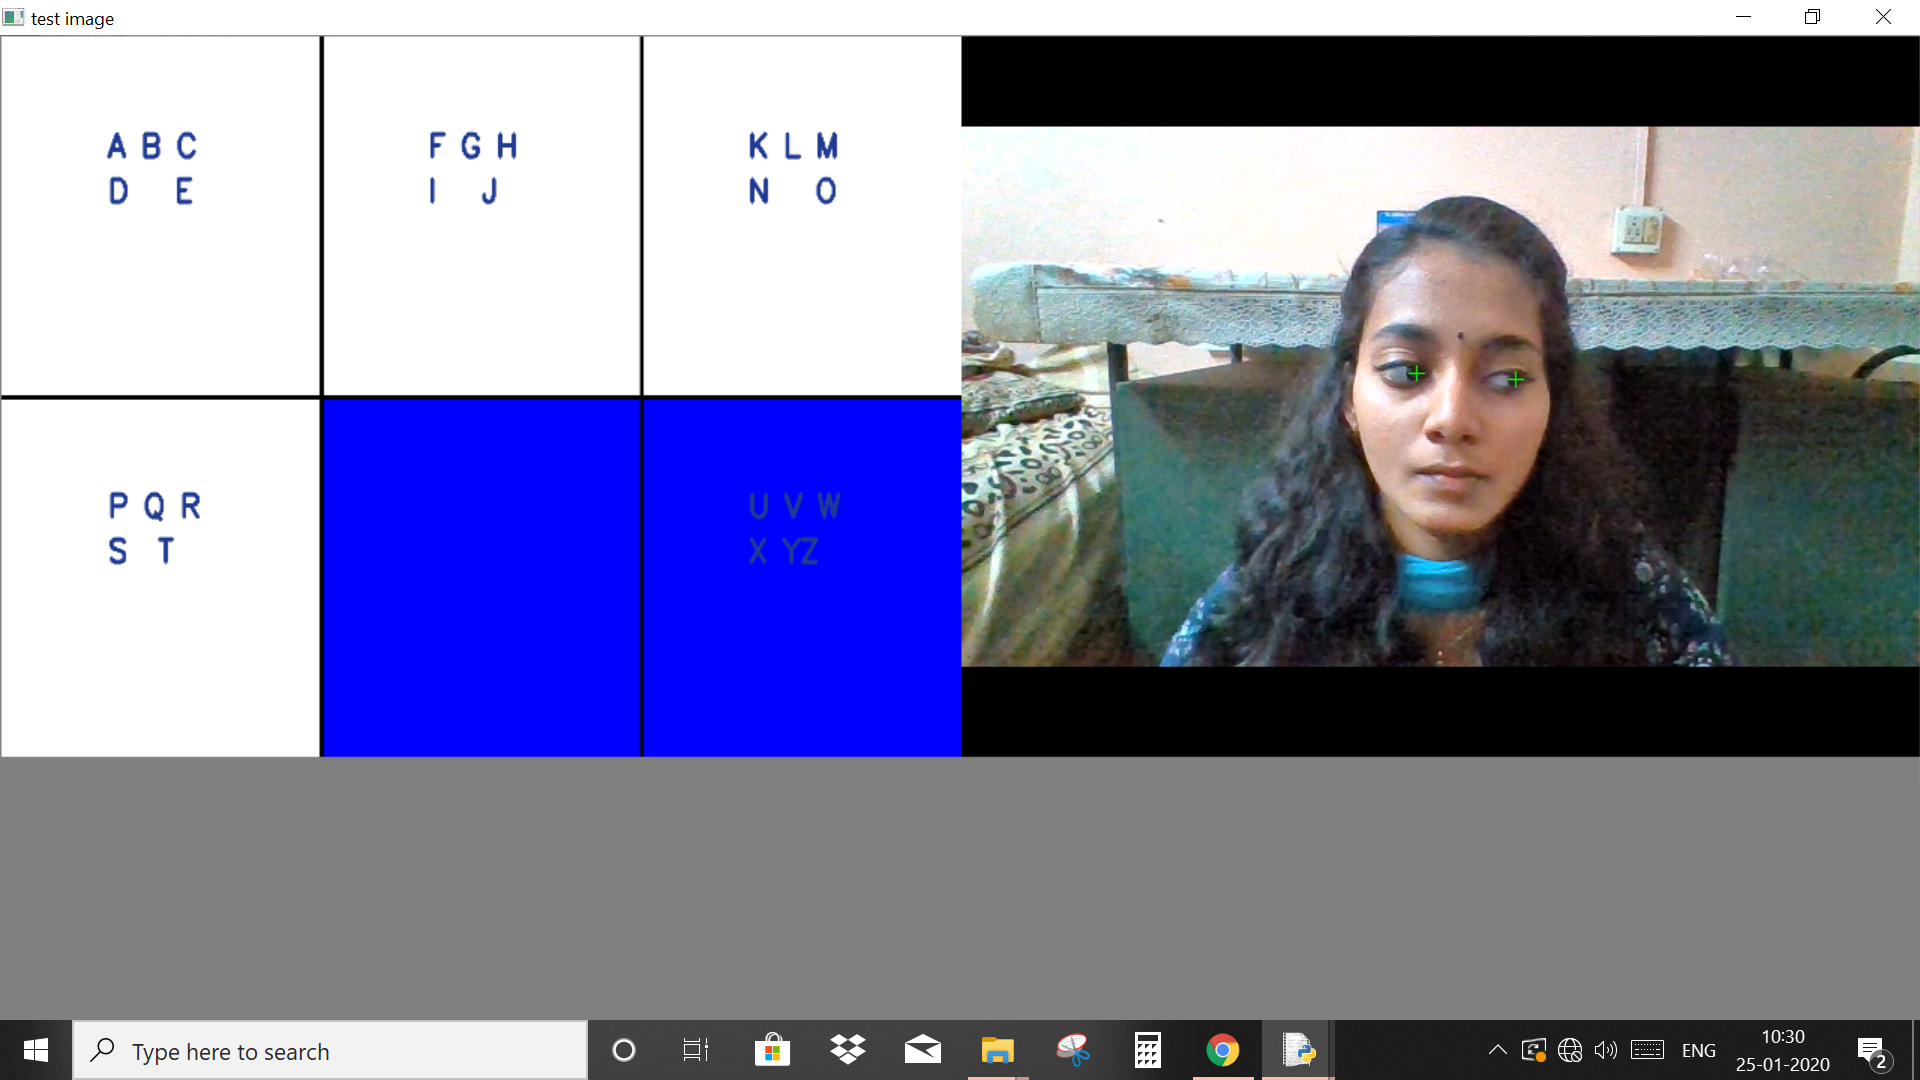 test image
A B C
D E
F G H
I J
K L M
N O
P Q R
S T
U V W
X YZ
Type here to search
ENG
10:30
25-01-2020
2